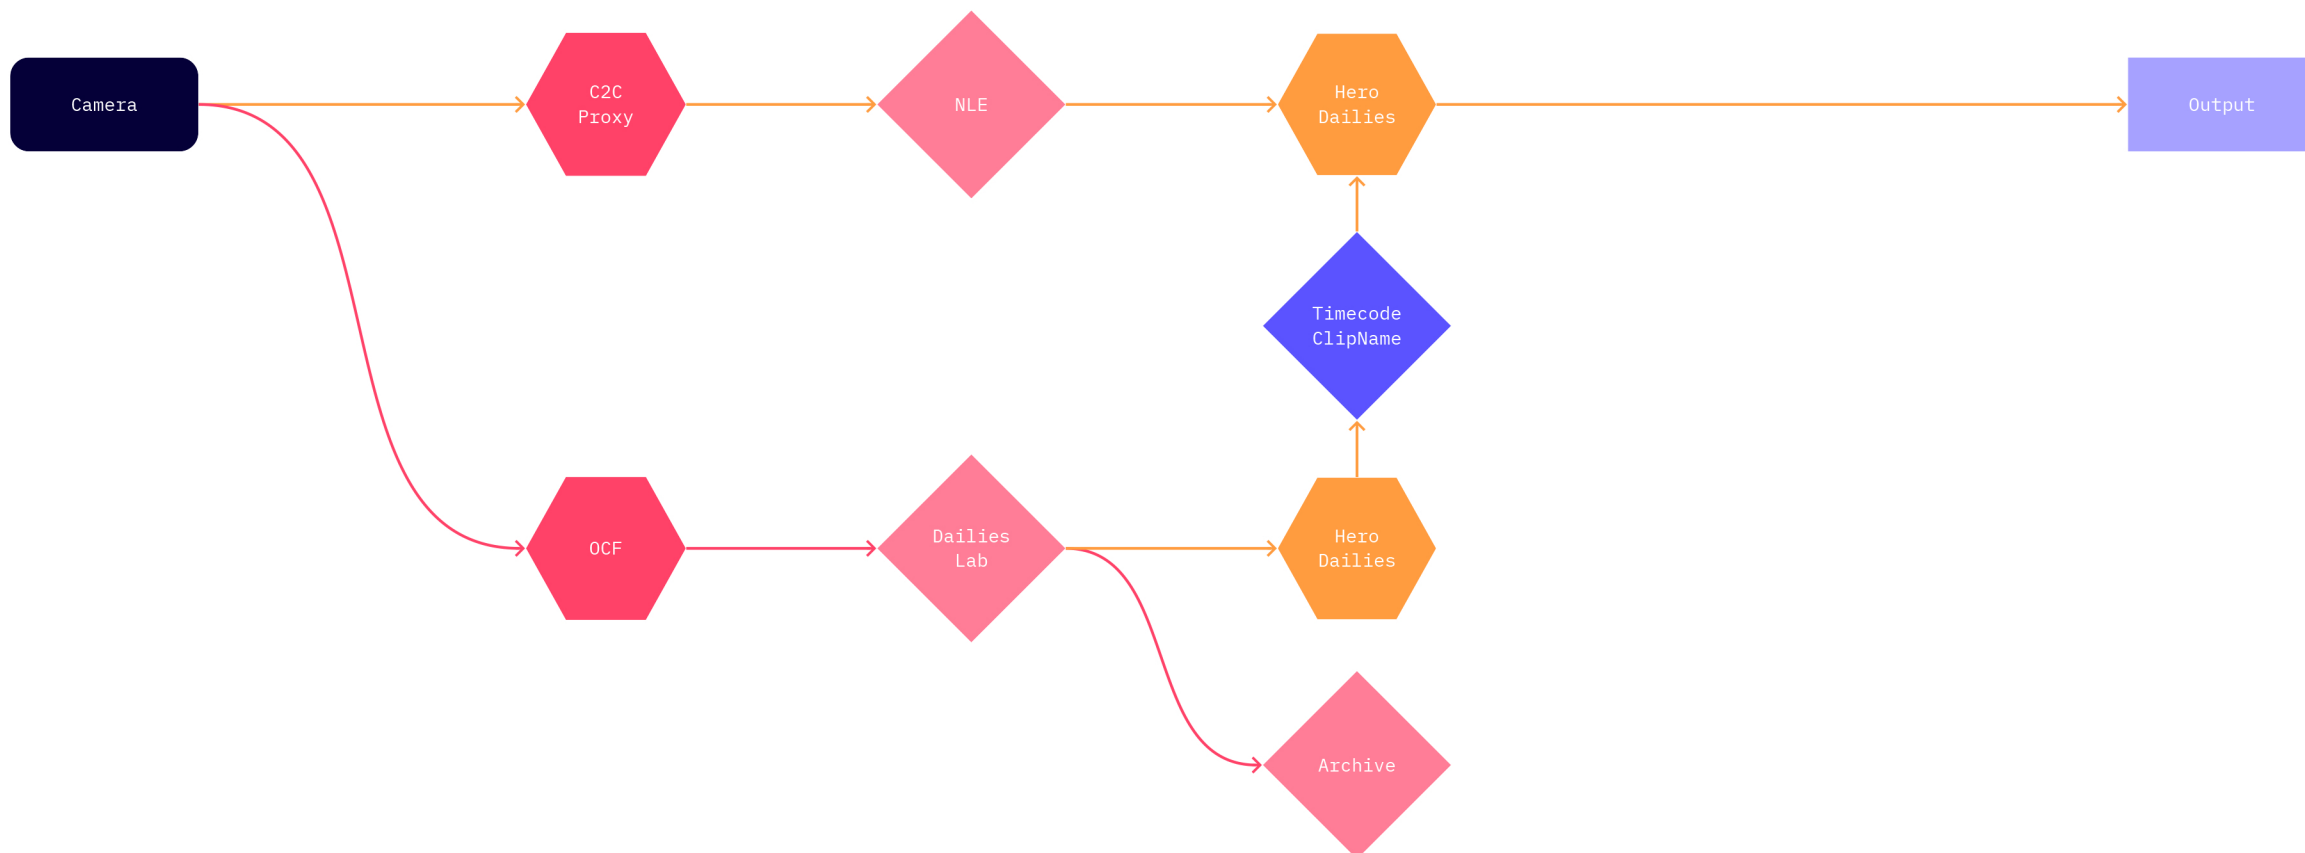 Camera
C2C
Proxy
NLE
Hero
Dailies
Output
Timecode
ClipName
OCF
Dailies
Lab
Hero
Dailies
Archive